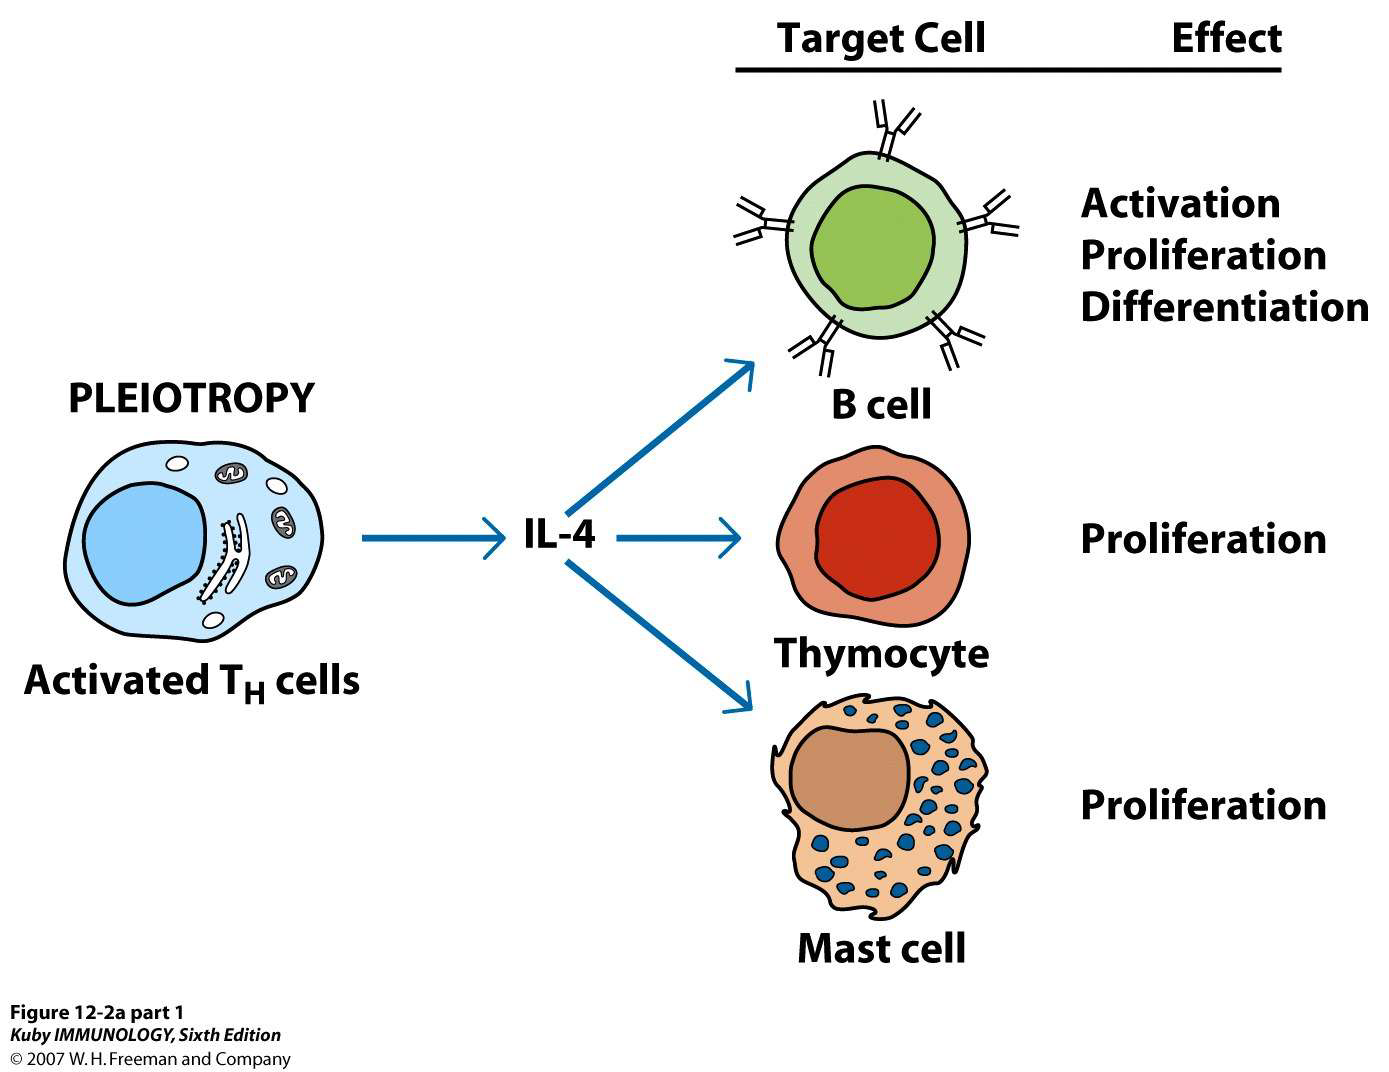 Target Cell Effect
Activation
Proliferation
Differentiation
B cell
PLEIOTROPY
IL-4
Proliferation
Thymocyte
Activated TH cells
Proliferation
Mast cell
Figure 12-2a part 1
Kuby IMMUNOLOGY, Sixth Edition
© 2007 W. H. Freeman and Company